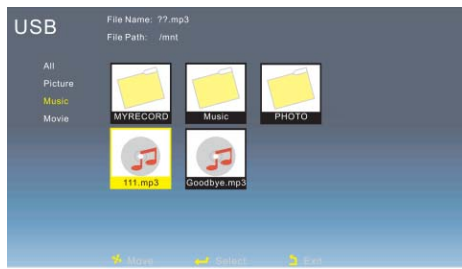 USB
File Name: ??.mp3
File Path: /mnt
All
Picture
Music
Movie
MYRECORD
Music
PHOTO
111.mp3
Goodbye.mp3
Move
Select
Exit